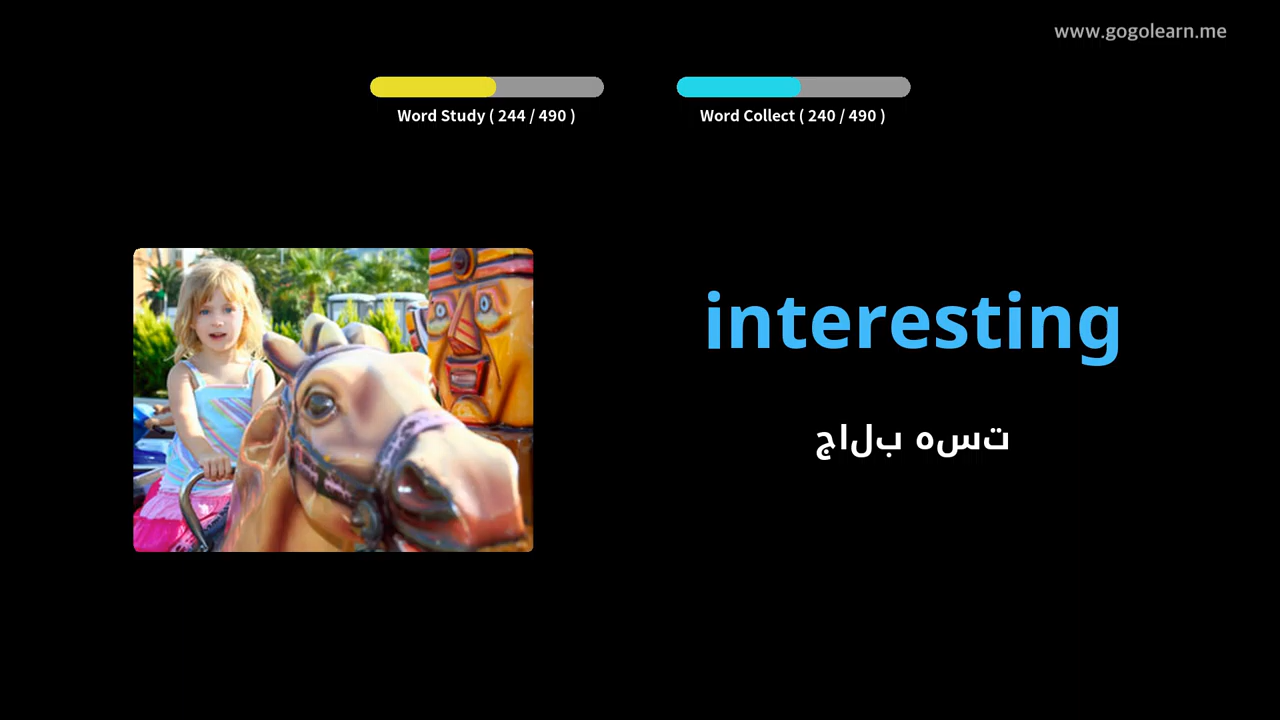 www.gogolearn.me
Word Study ( 244 / 490 )
Word Collect ( 240 / 490 )
interesting
تسه بلاج